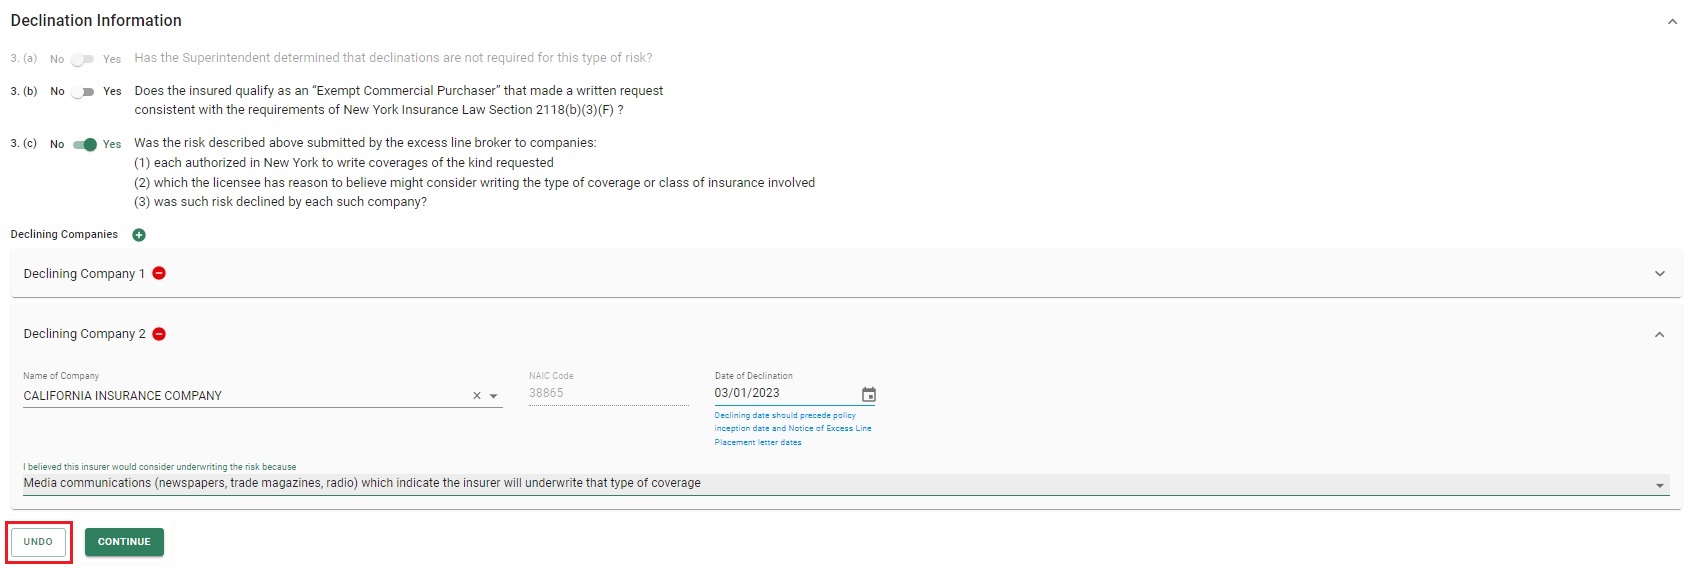 Declination Information
3. (a) No Yes Has the Superintendent determined that declinations are not required for this type of risk?
3. (b) No Yes Does the insured qualify as an “Exempt Commercial Purchaser” that made a written request
consistent with the requirements of New York Insurance Law Section 2118(b)(3)(F) ?
3. (c) No Yes Was the risk described above submitted by the excess line broker to companies:
(1) each authorized in New York to write coverages of the kind requested
(2) which the licensee has reason to believe might consider writing the type of coverage or class of insurance involved
(3) was such risk declined by each such company?
Declining Companies
Declining Company 1
Declining Company 2
Name of Company NAIC Code Date of Declination
CALIFORNIA INSURANCE COMPANY 38865 03/01/2023
Declining date should precede policy
inception date and Notice of Excess Line
Placement letter dates
I believed this insurer would consider underwriting the risk because
Media communications (newspapers, trade magazines, radio) which indicate the insurer will underwrite that type of coverage
UNDO CONTINUE